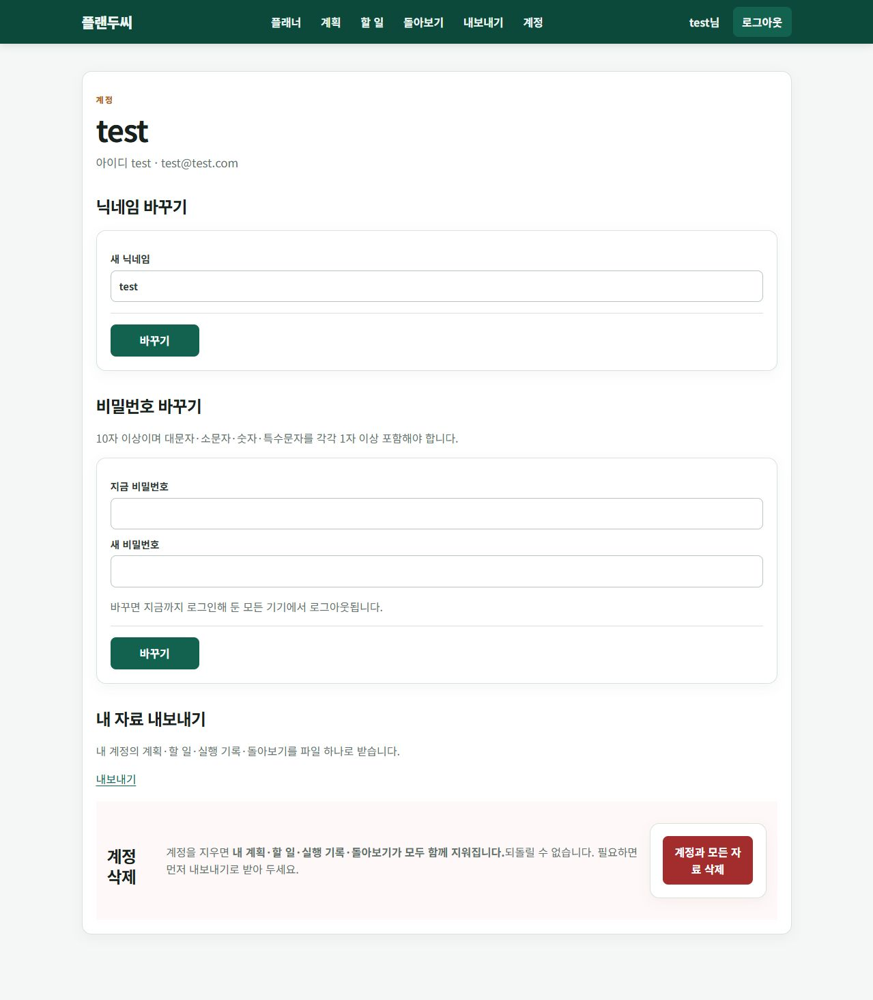 플랜두씨
플래너 계획 할 일 돌아보기 내보내기 계정
test님 로그아웃
계정
test
아이디 test · test@test.com
닉네임 바꾸기
새 닉네임
test
바꾸기
비밀번호 바꾸기
10자 이상이며 대문자·소문자·숫자·특수문자를 각각 1자 이상 포함해야 합니다.
지금 비밀번호
새 비밀번호
바꾸면 지금까지 로그인해 둔 모든 기기에서 로그아웃됩니다.
바꾸기
내 자료 내보내기
내 계정의 계획·할 일·실행 기록·돌아보기를 파일 하나로 받습니다.
내보내기
계정
삭제
계정을 지우면 내 계획·할 일·실행 기록·돌아보기가 모두 함께 지워집니다.되돌릴 수 없습니다. 필요하면
먼저 내보내기로 받아 두세요.
계정과 모든 자
료 삭제